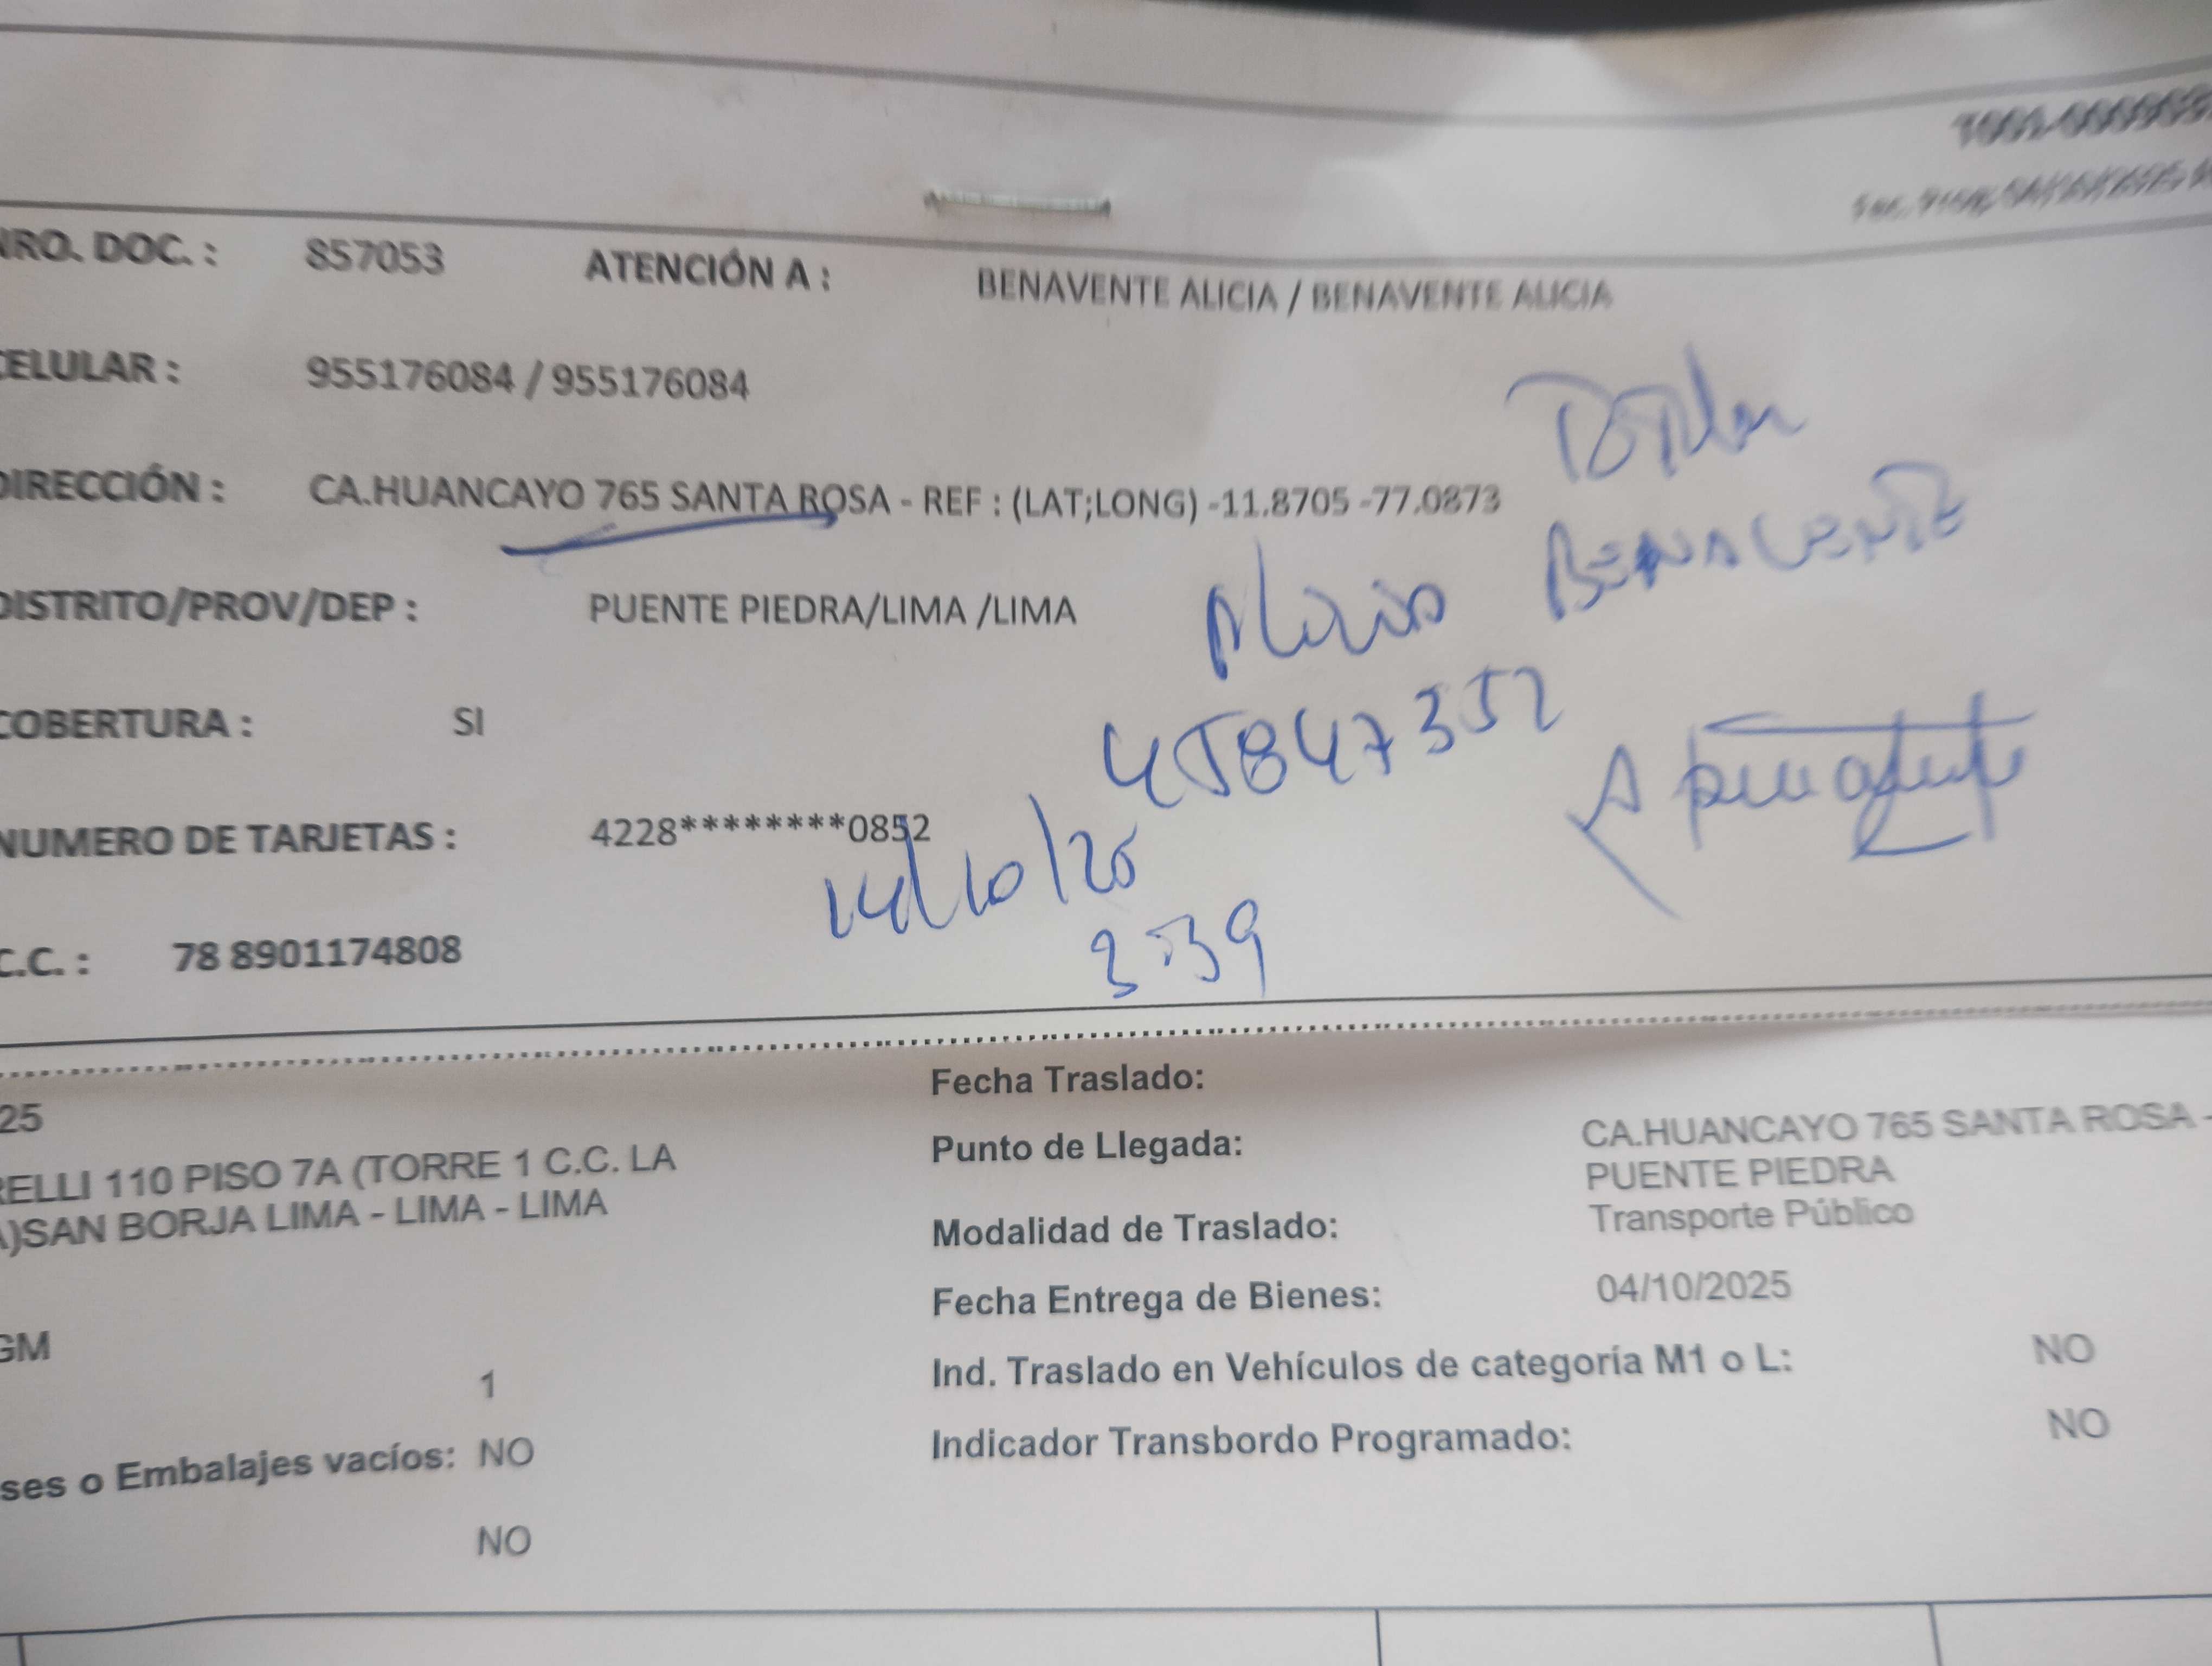 NRO. DOC. : 857053 ATENCIÓN A : BENAVENTE ALICIA / BENAVENTE ALICIA
CELULAR : 955176084 / 955176084
DIRECCIÓN : CA.HUANCAYO 765 SANTA ROSA - REF : (LAT;LONG) -11.8705 -77.0873
DISTRITO/PROV/DEP : PUENTE PIEDRA/LIMA /LIMA
BENAVENTE
Alicia
COBERTURA : SI
45847352
NUMERO DE TARJETAS : 4228********0852
14/10/25
3:39
C.C. : 78 8901174808
25
RELLI 110 PISO 7A (TORRE 1 C.C. LA
A)SAN BORJA LIMA - LIMA - LIMA
GM
1
ses o Embalajes vacíos: NO
NO
Fecha Traslado:
Punto de Llegada: CA.HUANCAYO 765 SANTA ROSA -
PUENTE PIEDRA
Modalidad de Traslado: Transporte Público
Fecha Entrega de Bienes: 04/10/2025
Ind. Traslado en Vehículos de categoría M1 o L: NO
Indicador Transbordo Programado: NO